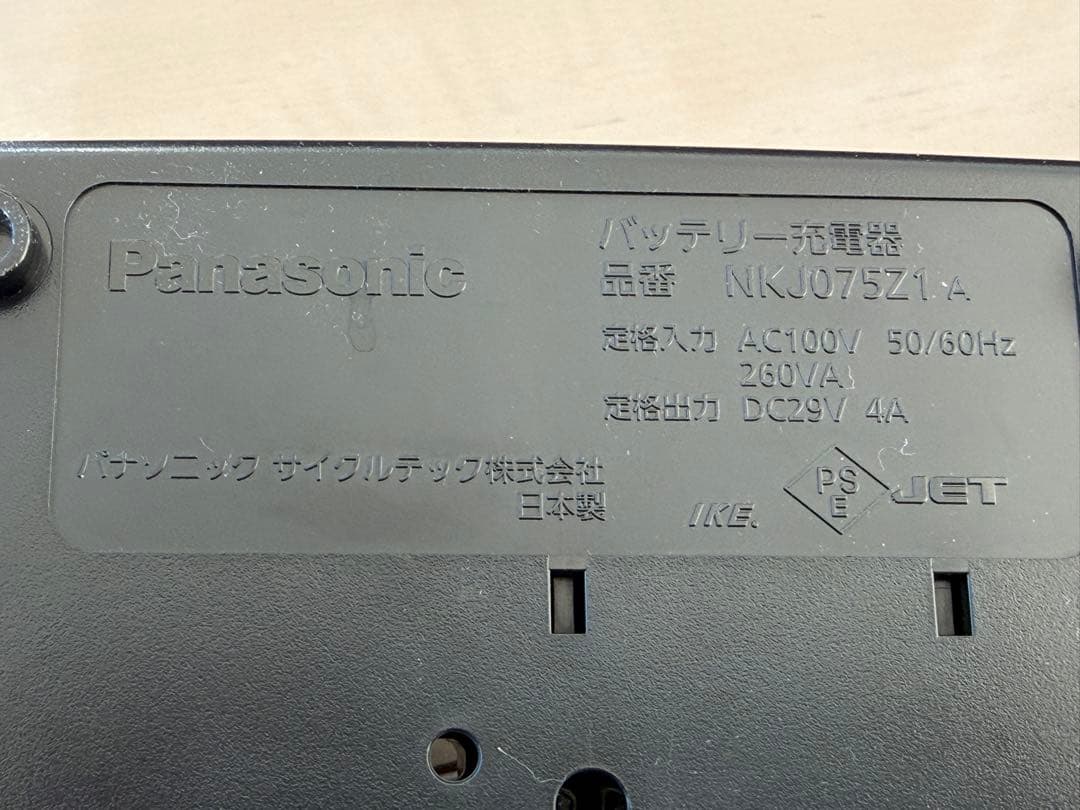 Panasonic
バッテリー充電器
品番 NKJ075Z1 A
定格入力 AC100V 50/60Hz
260VA
定格出力 DC29V 4A
パナソニック サイクルテック株式会社
日本製
IKE.
PS
E
JET